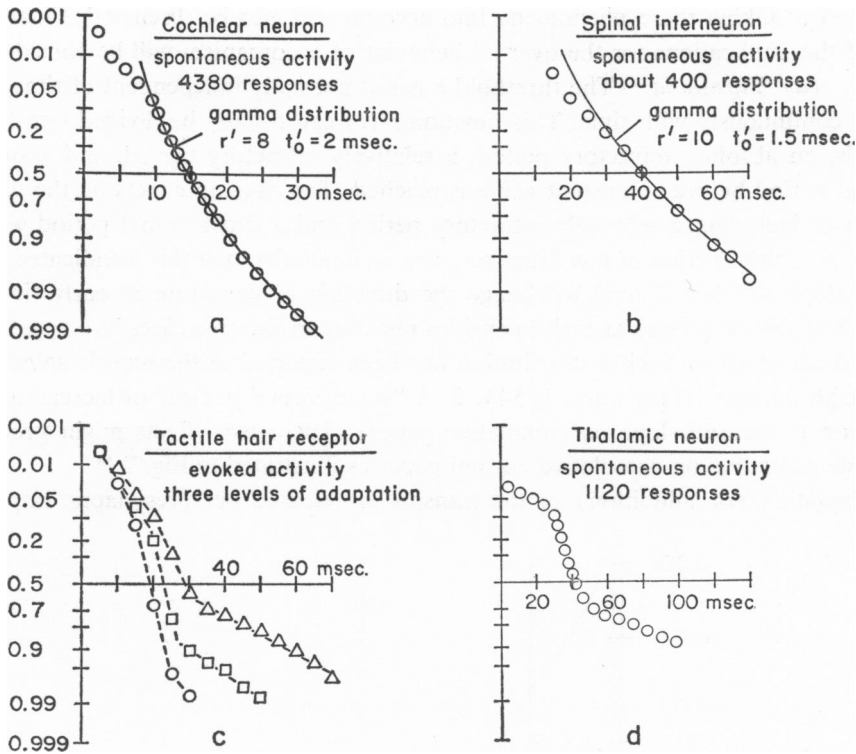 Cochlear neuron
spontaneous activity
4380 responses
gamma distribution
r' = 8 t'₀ = 2 msec.
0.001
0.01
0.05
0.2
0.5
0.7
0.9
0.99
0.999
10 20 30 msec.
a
Spinal interneuron
spontaneous activity
about 400 responses
gamma distribution
r' = 10 t'₀ = 1.5 msec.
20 40 60 msec.
b
Tactile hair receptor
evoked activity
three levels of adaptation
0.001
0.01
0.05
0.2
0.5
0.7
0.9
0.99
0.999
40 60 msec.
c
Thalamic neuron
spontaneous activity
1120 responses
20 60 100 msec.
d